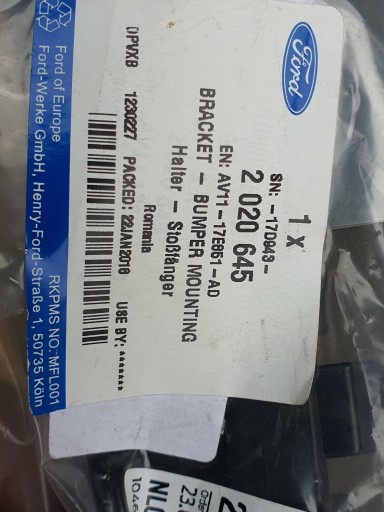 Ford
1 x
SN: -17D943-
2 020 645
EN: AV11-17E851-AD
BRACKET - BUMPER MOUNTING
Halter - Stoßfänger
Romania
DPVXB 1230227 PACKED: 22JAN2018 USE BY: *******
RKPMS NO: MFL001
Ford of Europe
Ford-Werke GmbH, Henry-Ford-Straße 1, 50735 Köln
Order
23.